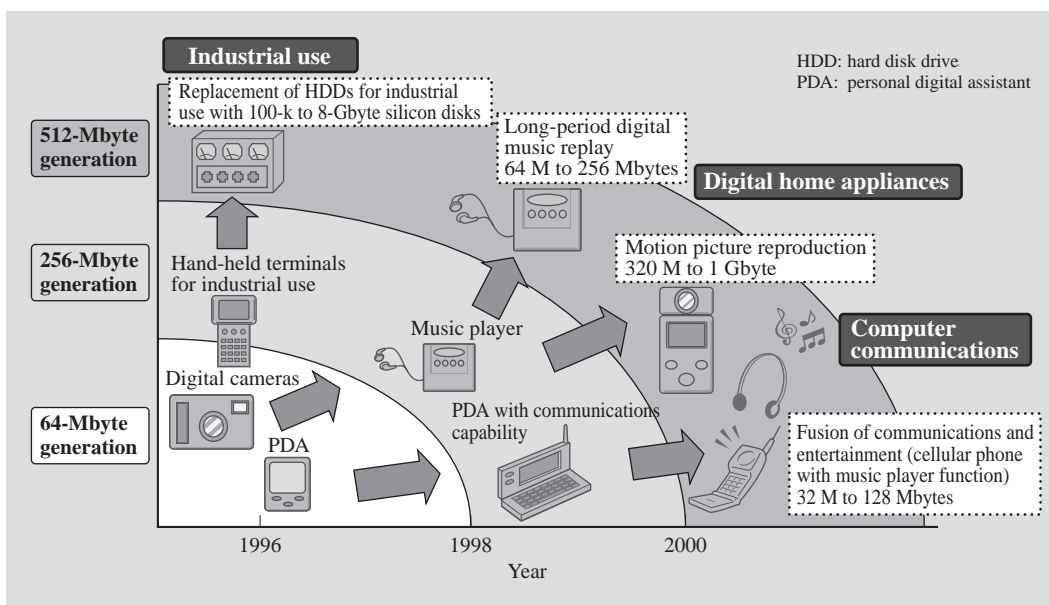 Industrial use
HDD: hard disk drive
PDA: personal digital assistant
Replacement of HDDs for industrial
use with 100-k to 8-Gbyte silicon disks
512-Mbyte
generation
Long-period digital
music replay
64 M to 256 Mbytes
Digital home appliances
256-Mbyte
generation
Hand-held terminals
for industrial use
Motion picture reproduction
320 M to 1 Gbyte
Music player
Computer
communications
Digital cameras
64-Mbyte
generation
PDA
PDA with communications
capability
Fusion of communications and
entertainment (cellular phone
with music player function)
32 M to 128 Mbytes
1996
1998
2000
Year